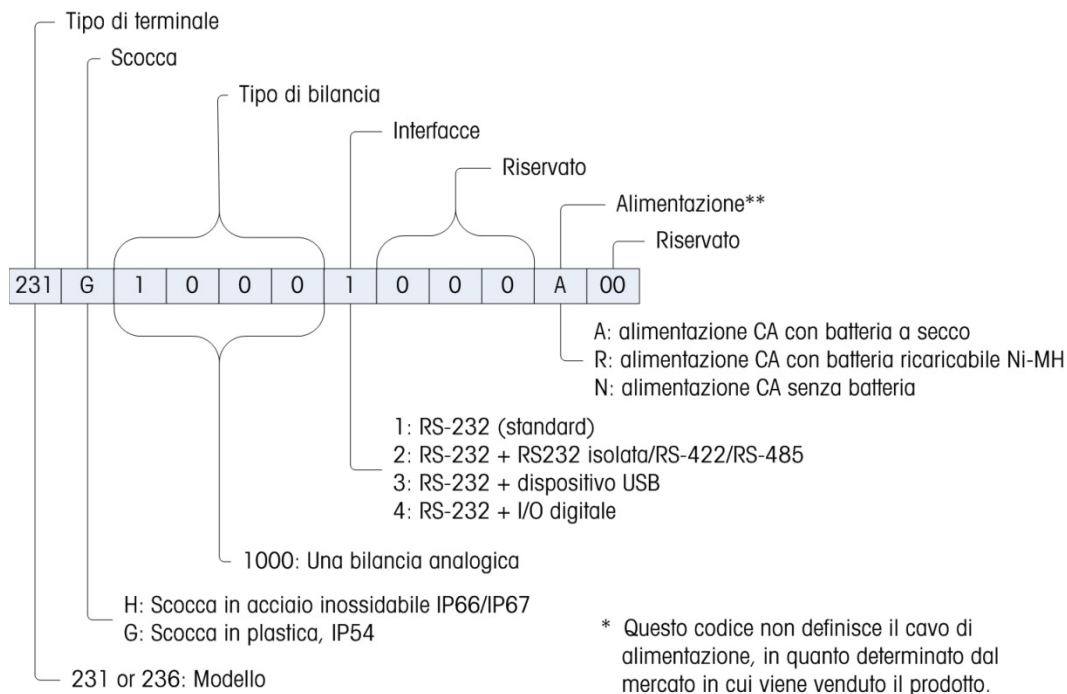 Tipo di terminale
Scocca
Tipo di bilancia
Interfacce
Riservato
Alimentazione**
Riservato
231 G 1 0 0 0 1 0 0 0 A 00
A: alimentazione CA con batteria a secco
R: alimentazione CA con batteria ricaricabile Ni-MH
N: alimentazione CA senza batteria
1: RS-232 (standard)
2: RS-232 + RS232 isolata/RS-422/RS-485
3: RS-232 + dispositivo USB
4: RS-232 + I/O digitale
1000: Una bilancia analogica
H: Scocca in acciaio inossidabile IP66/IP67
G: Scocca in plastica, IP54
231 or 236: Modello
* Questo codice non definisce il cavo di
alimentazione, in quanto determinato dal
mercato in cui viene venduto il prodotto.